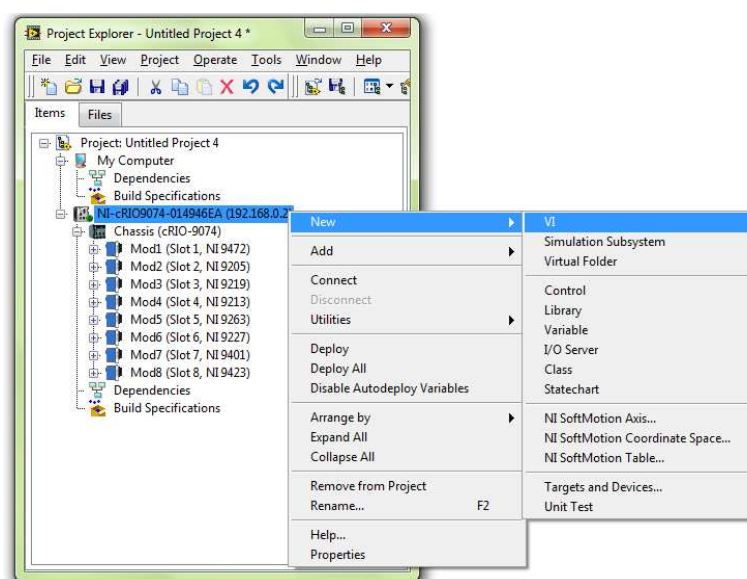 Project Explorer - Untitled Project 4 *
File Edit View Project Operate Tools Window Help
Items Files
Project: Untitled Project 4
My Computer
Dependencies
Build Specifications
NI-cRIO9074-014946EA (192.168.0.2
Chassis (cRIO-9074)
Mod1 (Slot 1, NI 9472)
Mod2 (Slot 2, NI 9205)
Mod3 (Slot 3, NI 9219)
Mod4 (Slot 4, NI 9213)
Mod5 (Slot 5, NI 9263)
Mod6 (Slot 6, NI 9227)
Mod7 (Slot 7, NI 9401)
Mod8 (Slot 8, NI 9423)
Dependencies
Build Specifications
New
Add
Connect
Disconnect
Utilities
Deploy
Deploy All
Disable Autodeploy Variables
Arrange by
Expand All
Collapse All
Remove from Project
Rename... F2
Help...
Properties
VI
Simulation Subsystem
Virtual Folder
Control
Library
Variable
I/O Server
Class
Statechart
NI SoftMotion Axis...
NI SoftMotion Coordinate Space...
NI SoftMotion Table...
Targets and Devices...
Unit Test